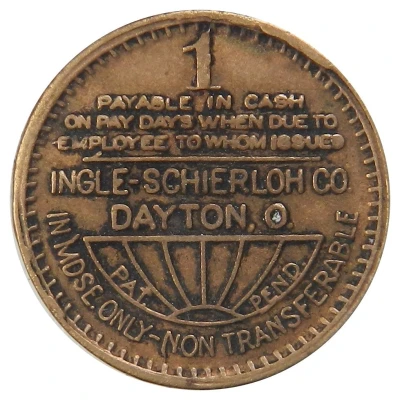 1
PAYABLE IN CASH
ON PAY DAYS WHEN DUE TO
EMPLOYEE TO WHOM ISSUED
INGLE-SCHIERLOH CO.
DAYTON, O.
PAT. PEND.
IN MDSE. ONLY-NON TRANSFERABLE